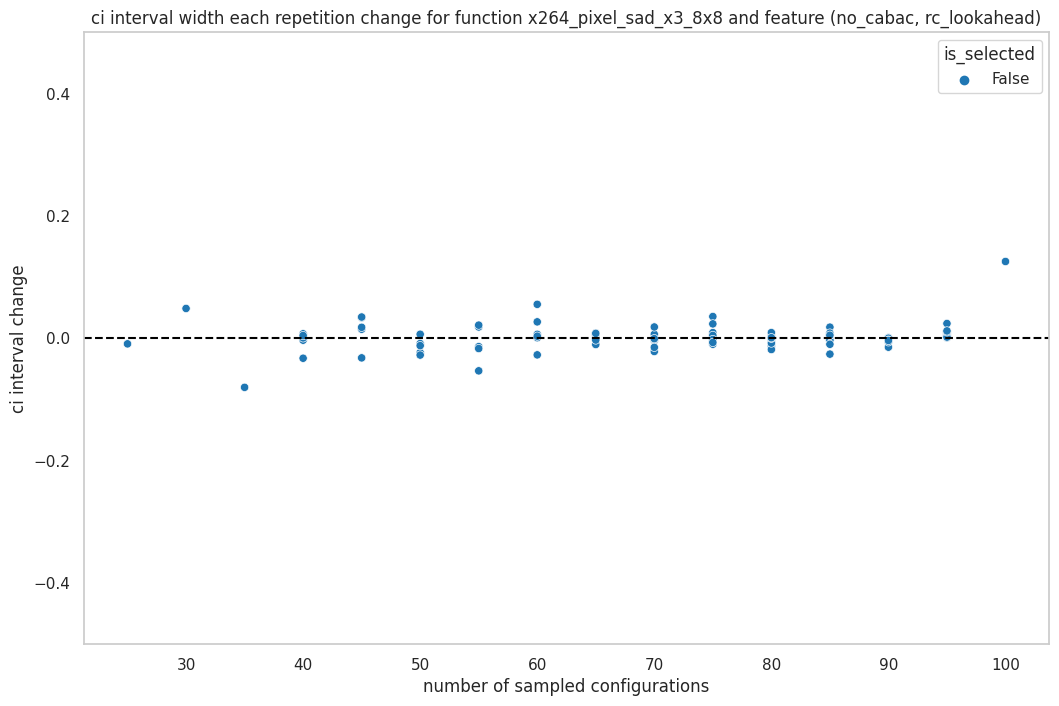 ci interval width each repetition change for function x264_pixel_sad_x3_8x8 and feature (no_cabac, rc_lookahead)
is_selected
False
0.4
0.2
0.0
−0.2
−0.4
ci interval change
30 40 50 60 70 80 90 100
number of sampled configurations